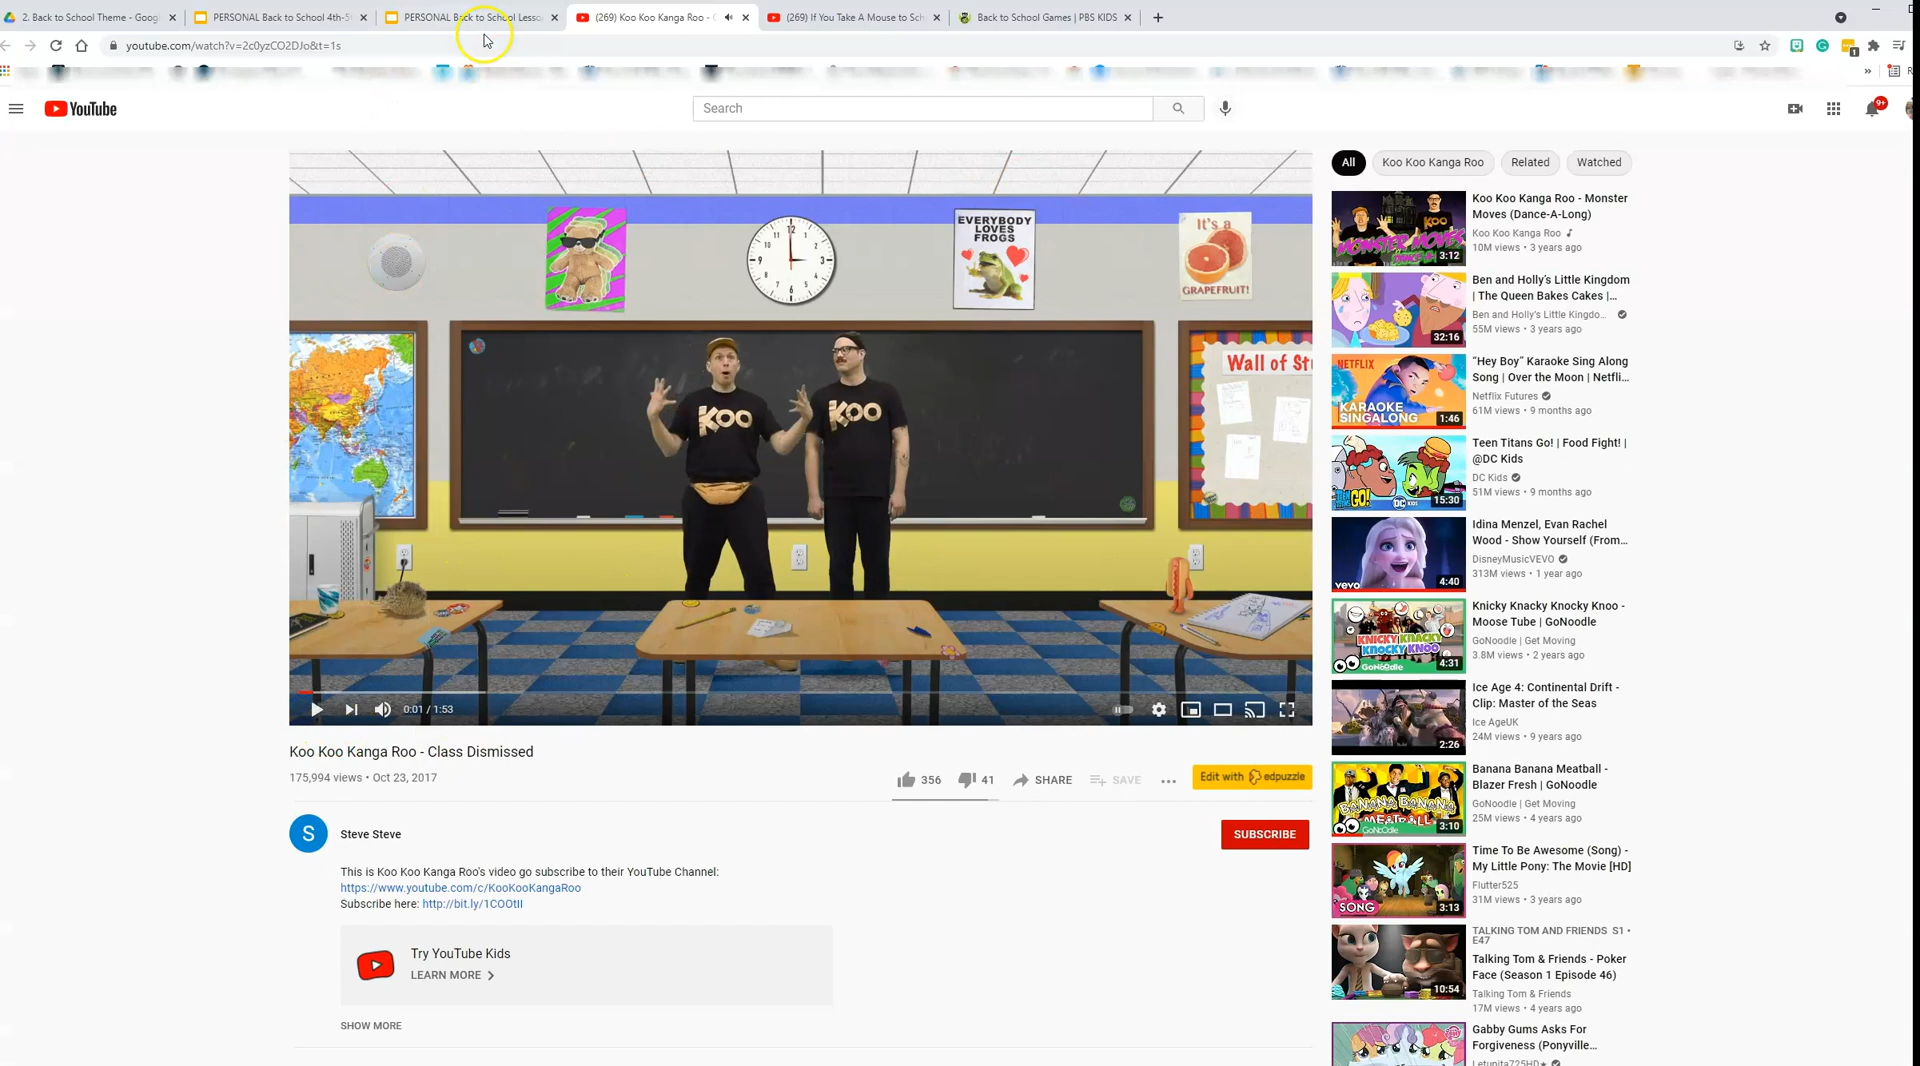 2. Back to School Theme - Goog
PERSONAL Back to School 4th-5
PERSONAL Back to School Less
(269) Koo Koo Kanga Roo - C
(269) If You Take A Mouse to Sch
Back to School Games | PBS KIDS
youtube.com/watch?v=2c0yzCO2DJo&t=1s
YouTube
Search
9+
All
Koo Koo Kanga Roo
Related
Watched
EVERYBODY
LOVES
FROGS
It's a
GRAPEFRUIT!
Wall of St
KOO
KOO
0:01 / 1:53
Koo Koo Kanga Roo - Class Dismissed
175,994 views • Oct 23, 2017
356
41
SHARE
SAVE
Edit with edpuzzle
S
Steve Steve
SUBSCRIBE
This is Koo Koo Kanga Roo's video go subscribe to their YouTube Channel:
https://www.youtube.com/c/KooKooKangaRoo
Subscribe here: http://bit.ly/1COOtII
Try YouTube Kids
LEARN MORE
SHOW MORE
MONSTER MOVES
3:12
Koo Koo Kanga Roo - Monster
Moves (Dance-A-Long)
Koo Koo Kanga Roo
10M views • 3 years ago
32:16
Ben and Holly's Little Kingdom
| The Queen Bakes Cakes |...
Ben and Holly's Little Kingdo...
55M views • 3 years ago
NETFLIX
KARAOKE
SINGALONG
1:46
"Hey Boy" Karaoke Sing Along
Song | Over the Moon | Netfli...
Netflix Futures
61M views • 9 months ago
GO!
15:30
Teen Titans Go! | Food Fight! |
@DC Kids
DC Kids
51M views • 9 months ago
vevo
4:40
Idina Menzel, Evan Rachel
Wood - Show Yourself (From...
DisneyMusicVEVO
313M views • 1 year ago
KNICKY KNACKY
KNOCKY KNOO
GoNoodle
4:31
Knicky Knacky Knocky Knoo -
Moose Tube | GoNoodle
GoNoodle | Get Moving
3.8M views • 2 years ago
2:26
Ice Age 4: Continental Drift -
Clip: Master of the Seas
Ice AgeUK
24M views • 9 years ago
BANANA BANANA
MEATBALL
GoNoodle
3:10
Banana Banana Meatball -
Blazer Fresh | GoNoodle
GoNoodle | Get Moving
25M views • 4 years ago
SONG
3:13
Time To Be Awesome (Song) -
My Little Pony: The Movie [HD]
Flutter525
31M views • 3 years ago
10:54
TALKING TOM AND FRIENDS S1 •
E47
Talking Tom & Friends - Poker
Face (Season 1 Episode 46)
Talking Tom & Friends
17M views • 4 years ago
Gabby Gums Asks For
Forgiveness (Ponyville...
Letupita725HD★